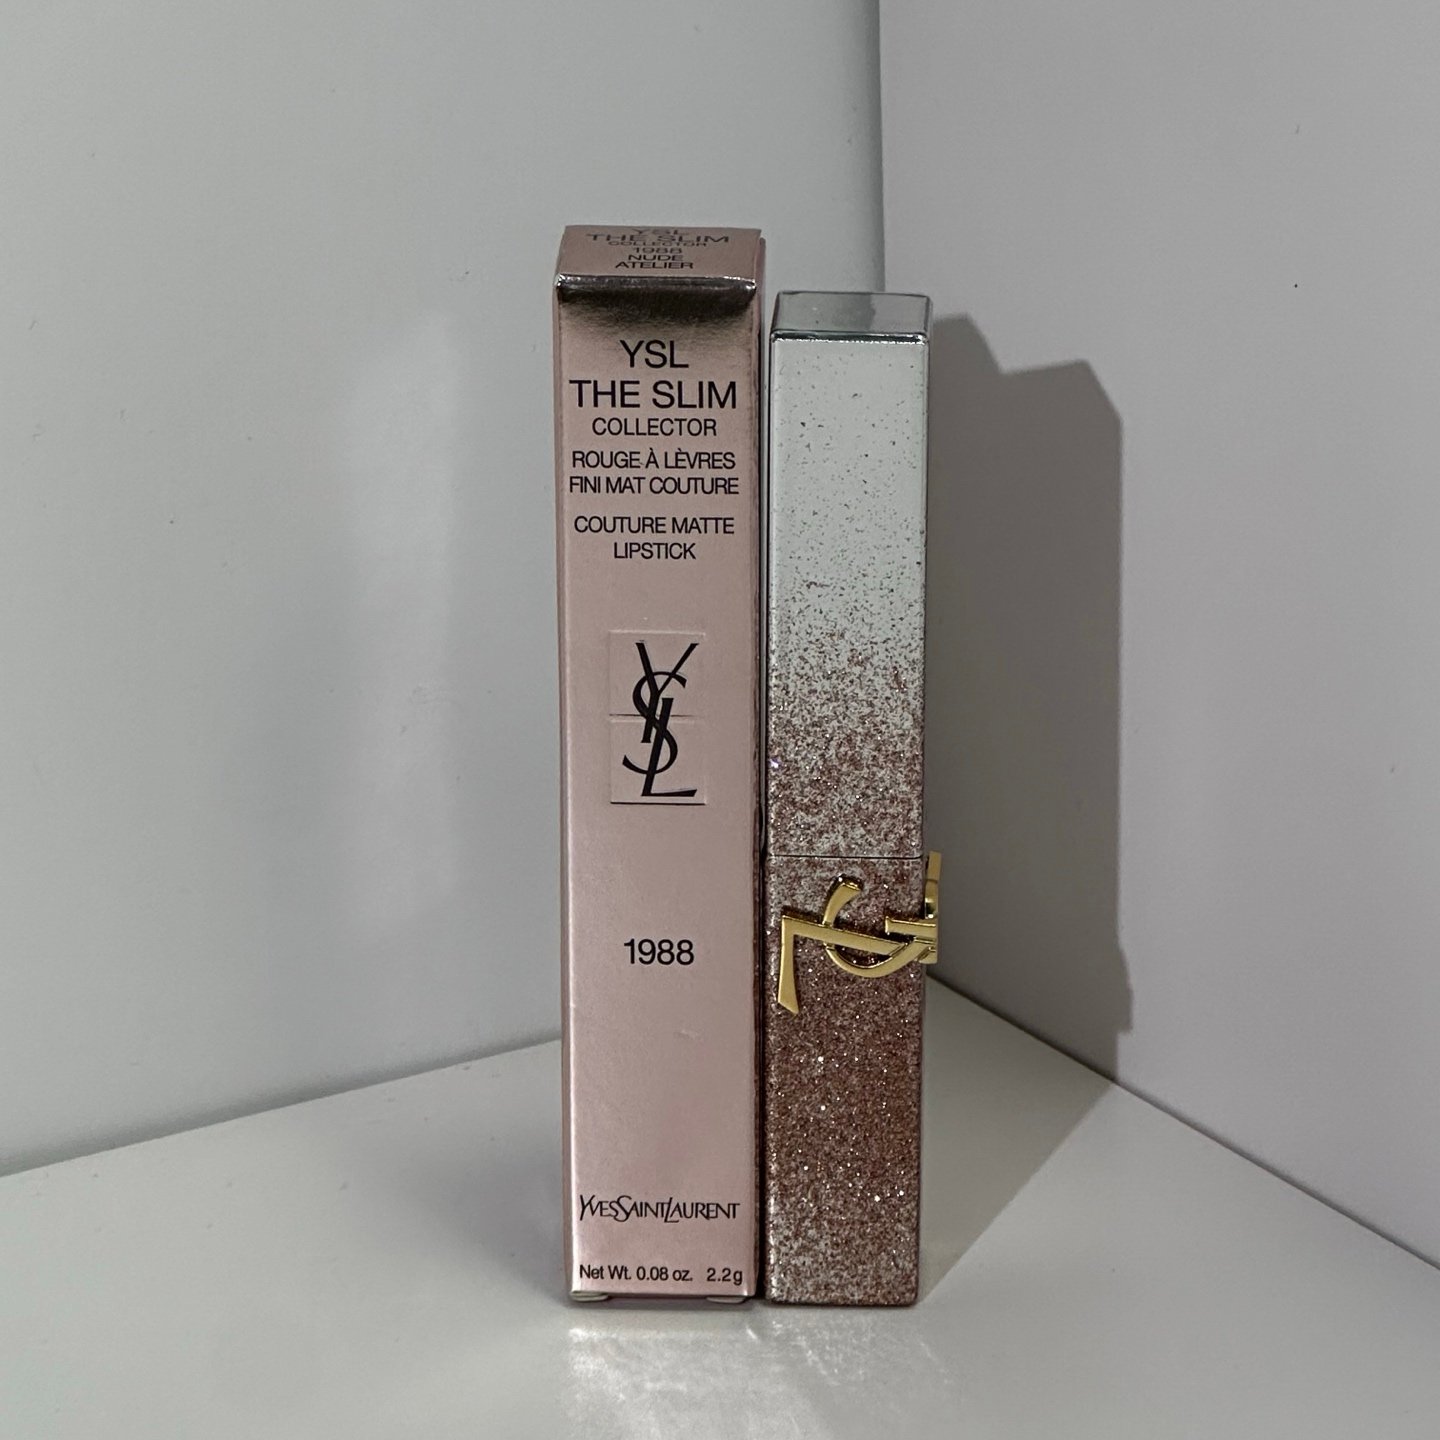 YSL
THE SLIM
COLLECTOR
1988
NUDE
ATELIER
YSL
THE SLIM
COLLECTOR
ROUGE À LÈVRES
FINI MAT COUTURE
COUTURE MATTE
LIPSTICK
YSL
1988
YVESSAINTLAURENT
Net Wt. 0.08 oz. 2.2g